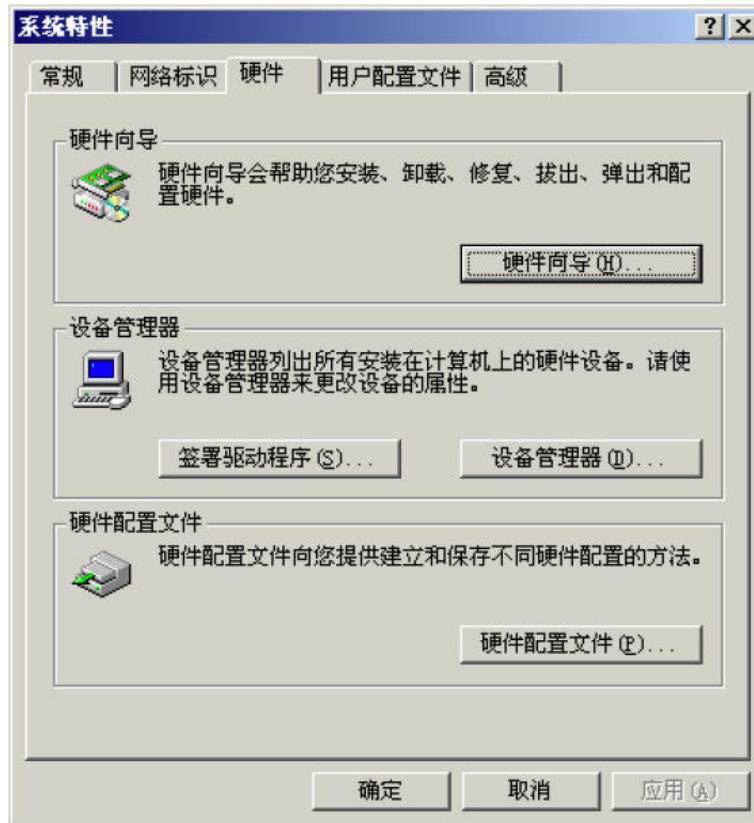 系统特性
常规 网络标识 硬件 用户配置文件 高级
硬件向导
硬件向导会帮助您安装、卸载、修复、拔出、弹出和配
置硬件。
硬件向导(H)...
设备管理器
设备管理器列出所有安装在计算机上的硬件设备。请使
用设备管理器来更改设备的属性。
签署驱动程序(S)... 设备管理器(D)...
硬件配置文件
硬件配置文件向您提供建立和保存不同硬件配置的方法。
硬件配置文件(P)...
确定 取消 应用(A)